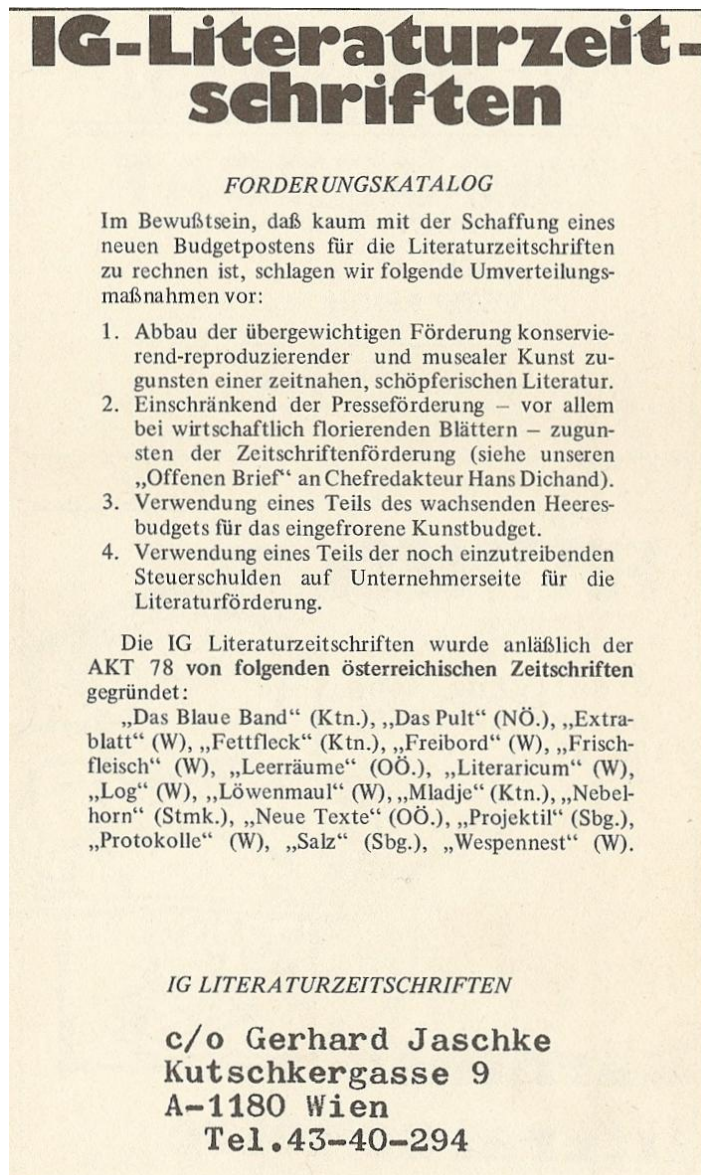 IG-Literaturzeit-
schriften
FORDERUNGSKATALOG
Im Bewußtsein, daß kaum mit der Schaffung eines
neuen Budgetpostens für die Literaturzeitschriften
zu rechnen ist, schlagen wir folgende Umverteilungs-
maßnahmen vor:
1. Abbau der übergewichtigen Förderung konservie-
rend-reproduzierender und musealer Kunst zu-
gunsten einer zeitnahen, schöpferischen Literatur.
2. Einschränkend der Presseförderung – vor allem
bei wirtschaftlich florierenden Blättern – zugun-
sten der Zeitschriftenförderung (siehe unseren
„Offenen Brief“ an Chefredakteur Hans Dichand).
3. Verwendung eines Teils des wachsenden Heeres-
budgets für das eingefrorene Kunstbudget.
4. Verwendung eines Teils der noch einzutreibenden
Steuerschulden auf Unternehmerseite für die
Literaturförderung.
Die IG Literaturzeitschriften wurde anläßlich der
AKT 78 von folgenden österreichischen Zeitschriften
gegründet:
„Das Blaue Band“ (Ktn.), „Das Pult“ (NÖ.), „Extra-
blatt“ (W), „Fettfleck“ (Ktn.), „Freibord“ (W), „Frisch-
fleisch“ (W), „Leerräume“ (OÖ.), „Literaricum“ (W),
„Log“ (W), „Löwenmaul“ (W), „Mladje“ (Ktn.), „Nebel-
horn“ (Stmk.), „Neue Texte“ (OÖ.), „Projektil“ (Sbg.),
„Protokolle“ (W), „Salz“ (Sbg.), „Wespennest“ (W).
IG LITERATURZEITSCHRIFTEN
c/o Gerhard Jaschke
Kutschkergasse 9
A-1180 Wien
Tel.43-40-294